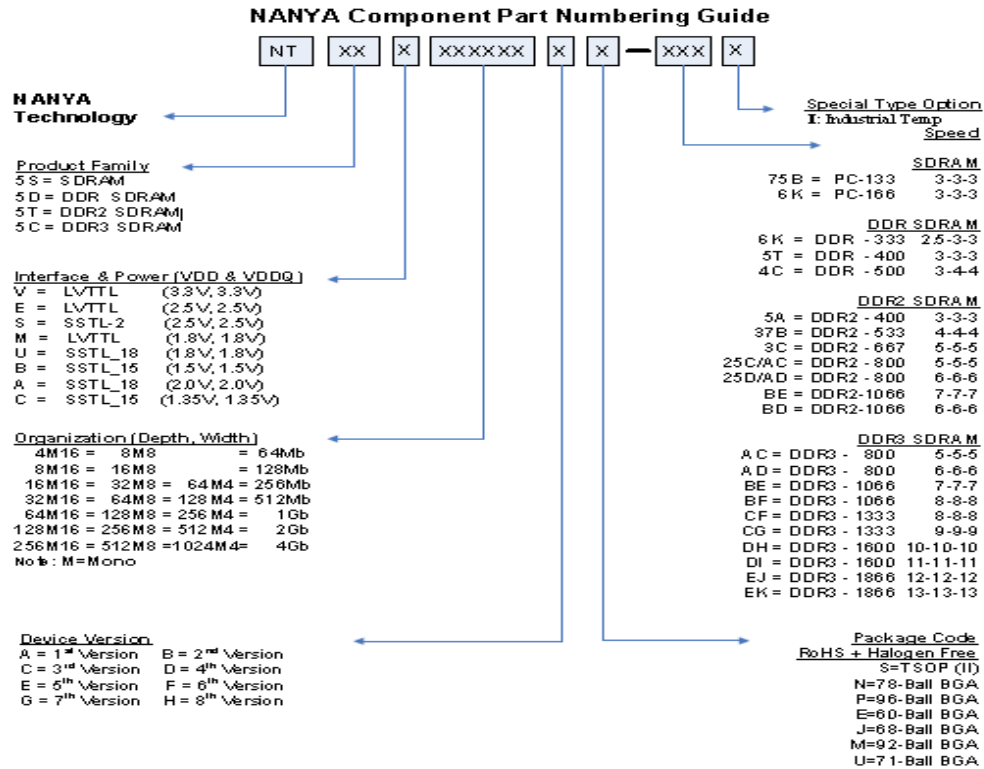 NANYA Component Part Numbering Guide
NT XX X XXXXXX X X — XXX X
NANYA
Technology
Product Family
5S = SDRAM
5D = DDR SDRAM
5T = DDR2 SDRAM
5C = DDR3 SDRAM
Interface & Power (VDD & VDDQ)
V = LVTTL (3.3V, 3.3V)
E = LVTTL (2.5V, 2.5V)
S = SSTL-2 (2.5V, 2.5V)
M = LVTTL (1.8V, 1.8V)
U = SSTL_18 (1.8V, 1.8V)
B = SSTL_15 (1.5V, 1.5V)
A = SSTL_18 (2.0V, 2.0V)
C = SSTL_15 (1.35V, 1.35V)
Organization (Depth, Width)
4M16 = 8M8 = 64Mb
8M16 = 16M8 = 128Mb
16M16 = 32M8 = 64M4 = 256Mb
32M16 = 64M8 = 128M4 = 512Mb
64M16 = 128M8 = 256M4 = 1Gb
128M16 = 256M8 = 512M4 = 2Gb
256M16 = 512M8 = 1024M4 = 4Gb
Note: M=Mono
Device Version
A = 1st Version B = 2nd Version
C = 3rd Version D = 4th Version
E = 5th Version F = 6th Version
G = 7th Version H = 8th Version
Special Type Option
I: Industrial Temp
Speed
SDRAM
75B = PC-133 3-3-3
6K = PC-166 3-3-3
DDR SDRAM
6K = DDR - 333 2.5-3-3
5T = DDR - 400 3-3-3
4C = DDR - 500 3-4-4
DDR2 SDRAM
5A = DDR2 - 400 3-3-3
37B = DDR2 - 533 4-4-4
3C = DDR2 - 667 5-5-5
25C/AC = DDR2 - 800 5-5-5
25D/AD = DDR2 - 800 6-6-6
BE = DDR2-1066 7-7-7
BD = DDR2-1066 6-6-6
DDR3 SDRAM
AC = DDR3 - 800 5-5-5
AD = DDR3 - 800 6-6-6
BE = DDR3 - 1066 7-7-7
BF = DDR3 - 1066 8-8-8
CF = DDR3 - 1333 8-8-8
CG = DDR3 - 1333 9-9-9
DH = DDR3 - 1600 10-10-10
DI = DDR3 - 1600 11-11-11
EJ = DDR3 - 1866 12-12-12
EK = DDR3 - 1866 13-13-13
Package Code
RoHS + Halogen Free
S=TSOP (II)
N=78-Ball BGA
P=96-Ball BGA
E=60-Ball BGA
J=68-Ball BGA
M=92-Ball BGA
U=71-Ball BGA